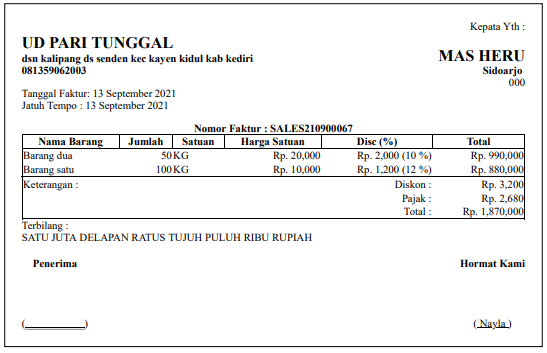 Kepata Yth :
UD PARI TUNGGAL
dsn kalipang ds senden kec kayen kidul kab kediri
081359062003
MAS HERU
Sidoarjo
000
Tanggal Faktur: 13 September 2021
Jatuh Tempo : 13 September 2021
Nomor Faktur : SALES210900067
Nama Barang Jumlah Satuan Harga Satuan Disc (%) Total
Barang dua 50 KG Rp. 20,000 Rp. 2,000 (10 %) Rp. 990,000
Barang satu 100 KG Rp. 10,000 Rp. 1,200 (12 %) Rp. 880,000
Keterangan : Diskon : Rp. 3,200
Pajak : Rp. 2,680
Total : Rp. 1,870,000
Terbilang :
SATU JUTA DELAPAN RATUS TUJUH PULUH RIBU RUPIAH
Penerima Hormat Kami
(____________) ( Nayla )